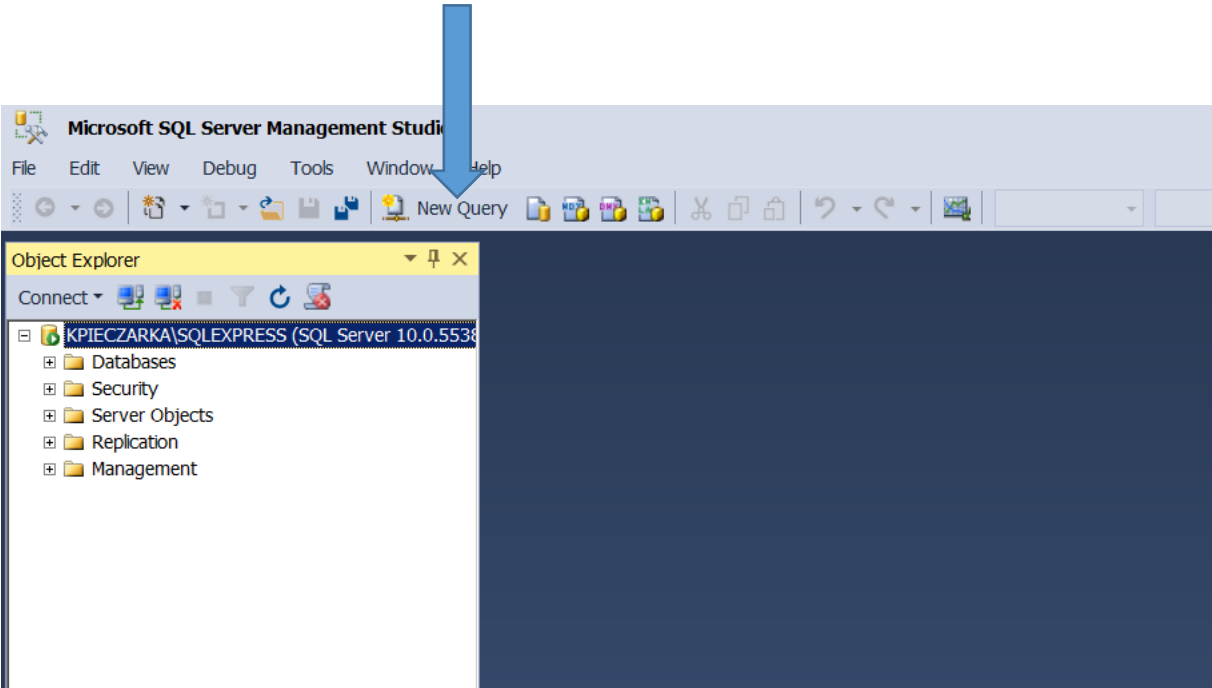 Microsoft SQL Server Management Studi
File Edit View Debug Tools Window Help
New Query
Object Explorer
Connect
KPIECZARKA\SQLEXPRESS (SQL Server 10.0.5538
Databases
Security
Server Objects
Replication
Management